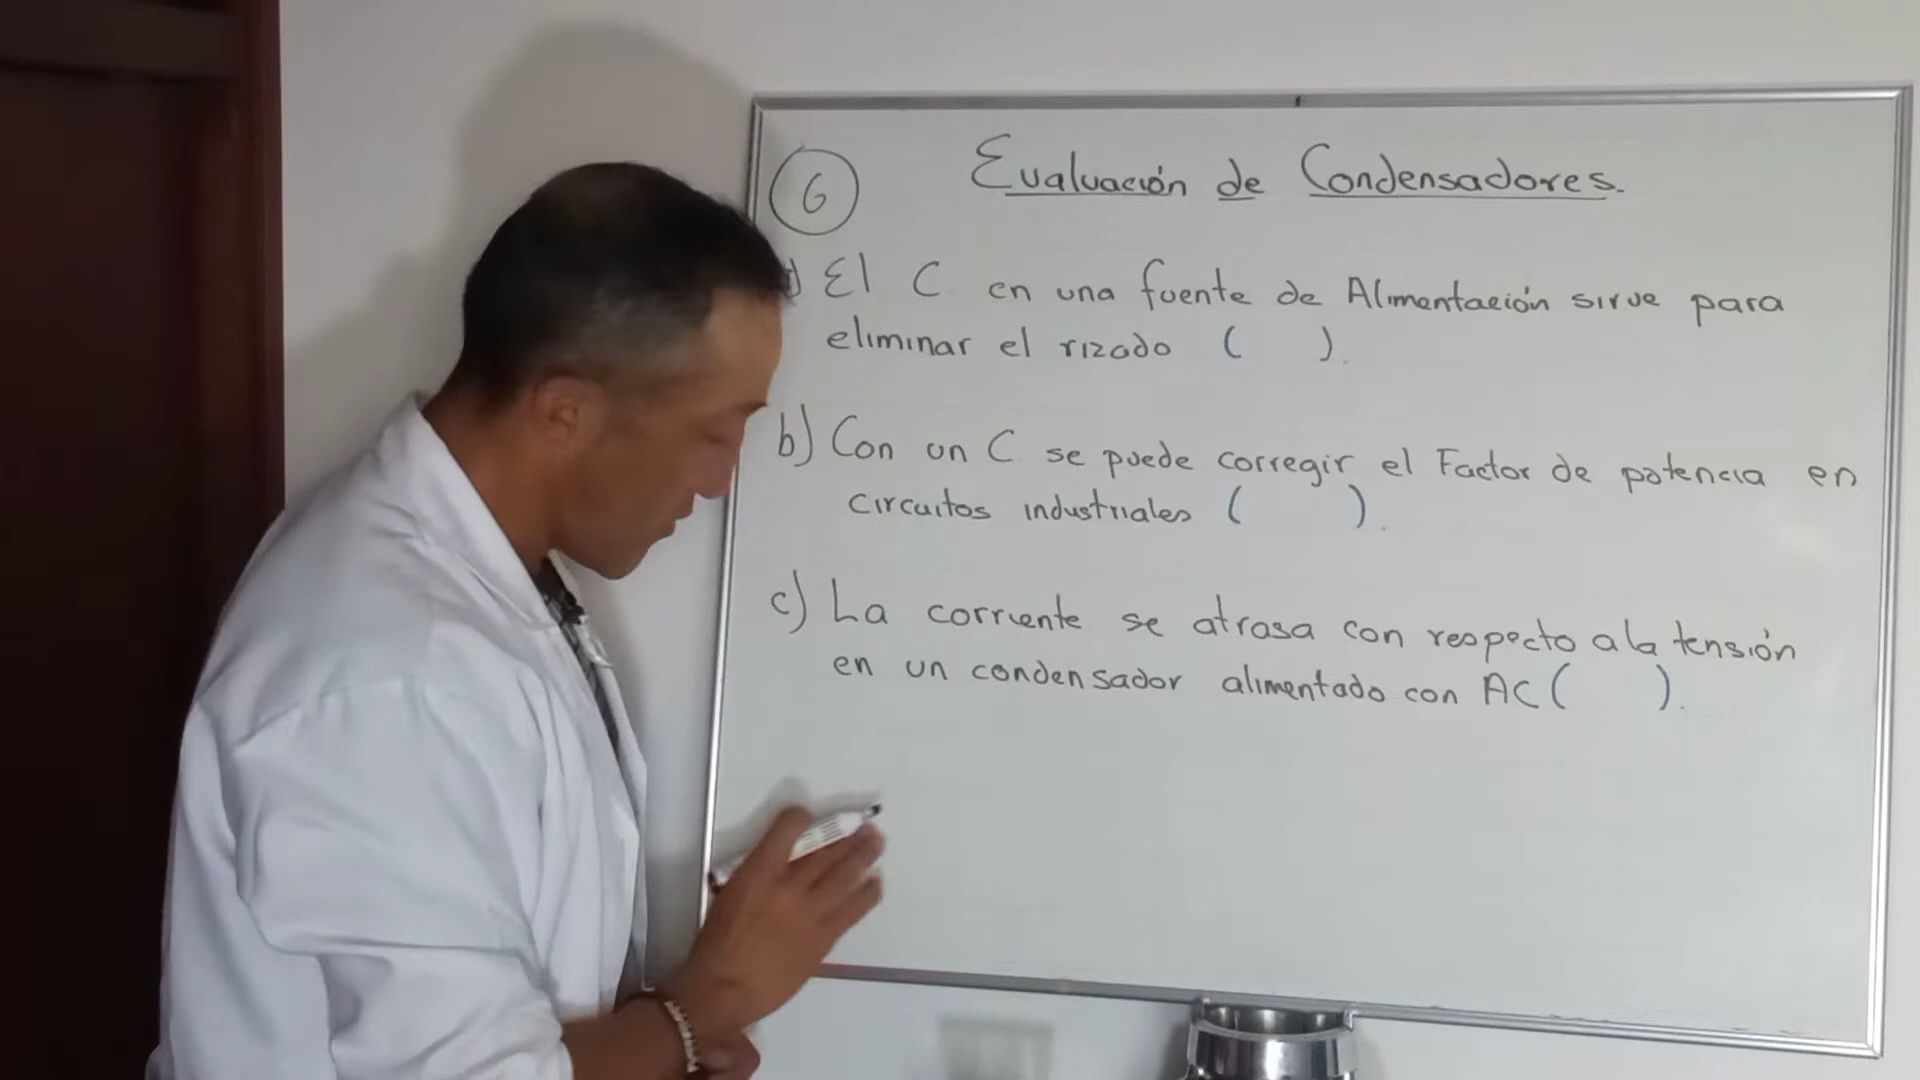 6
Evaluación de Condensadores.
) El C en una fuente de Alimentación sirve para
eliminar el rizado ( ).
b) Con un C se puede corregir el Factor de potencia en
circuitos industriales ( ).
c) La corriente se atrasa con respecto a la tensión
en un condensador alimentado con AC ( ).